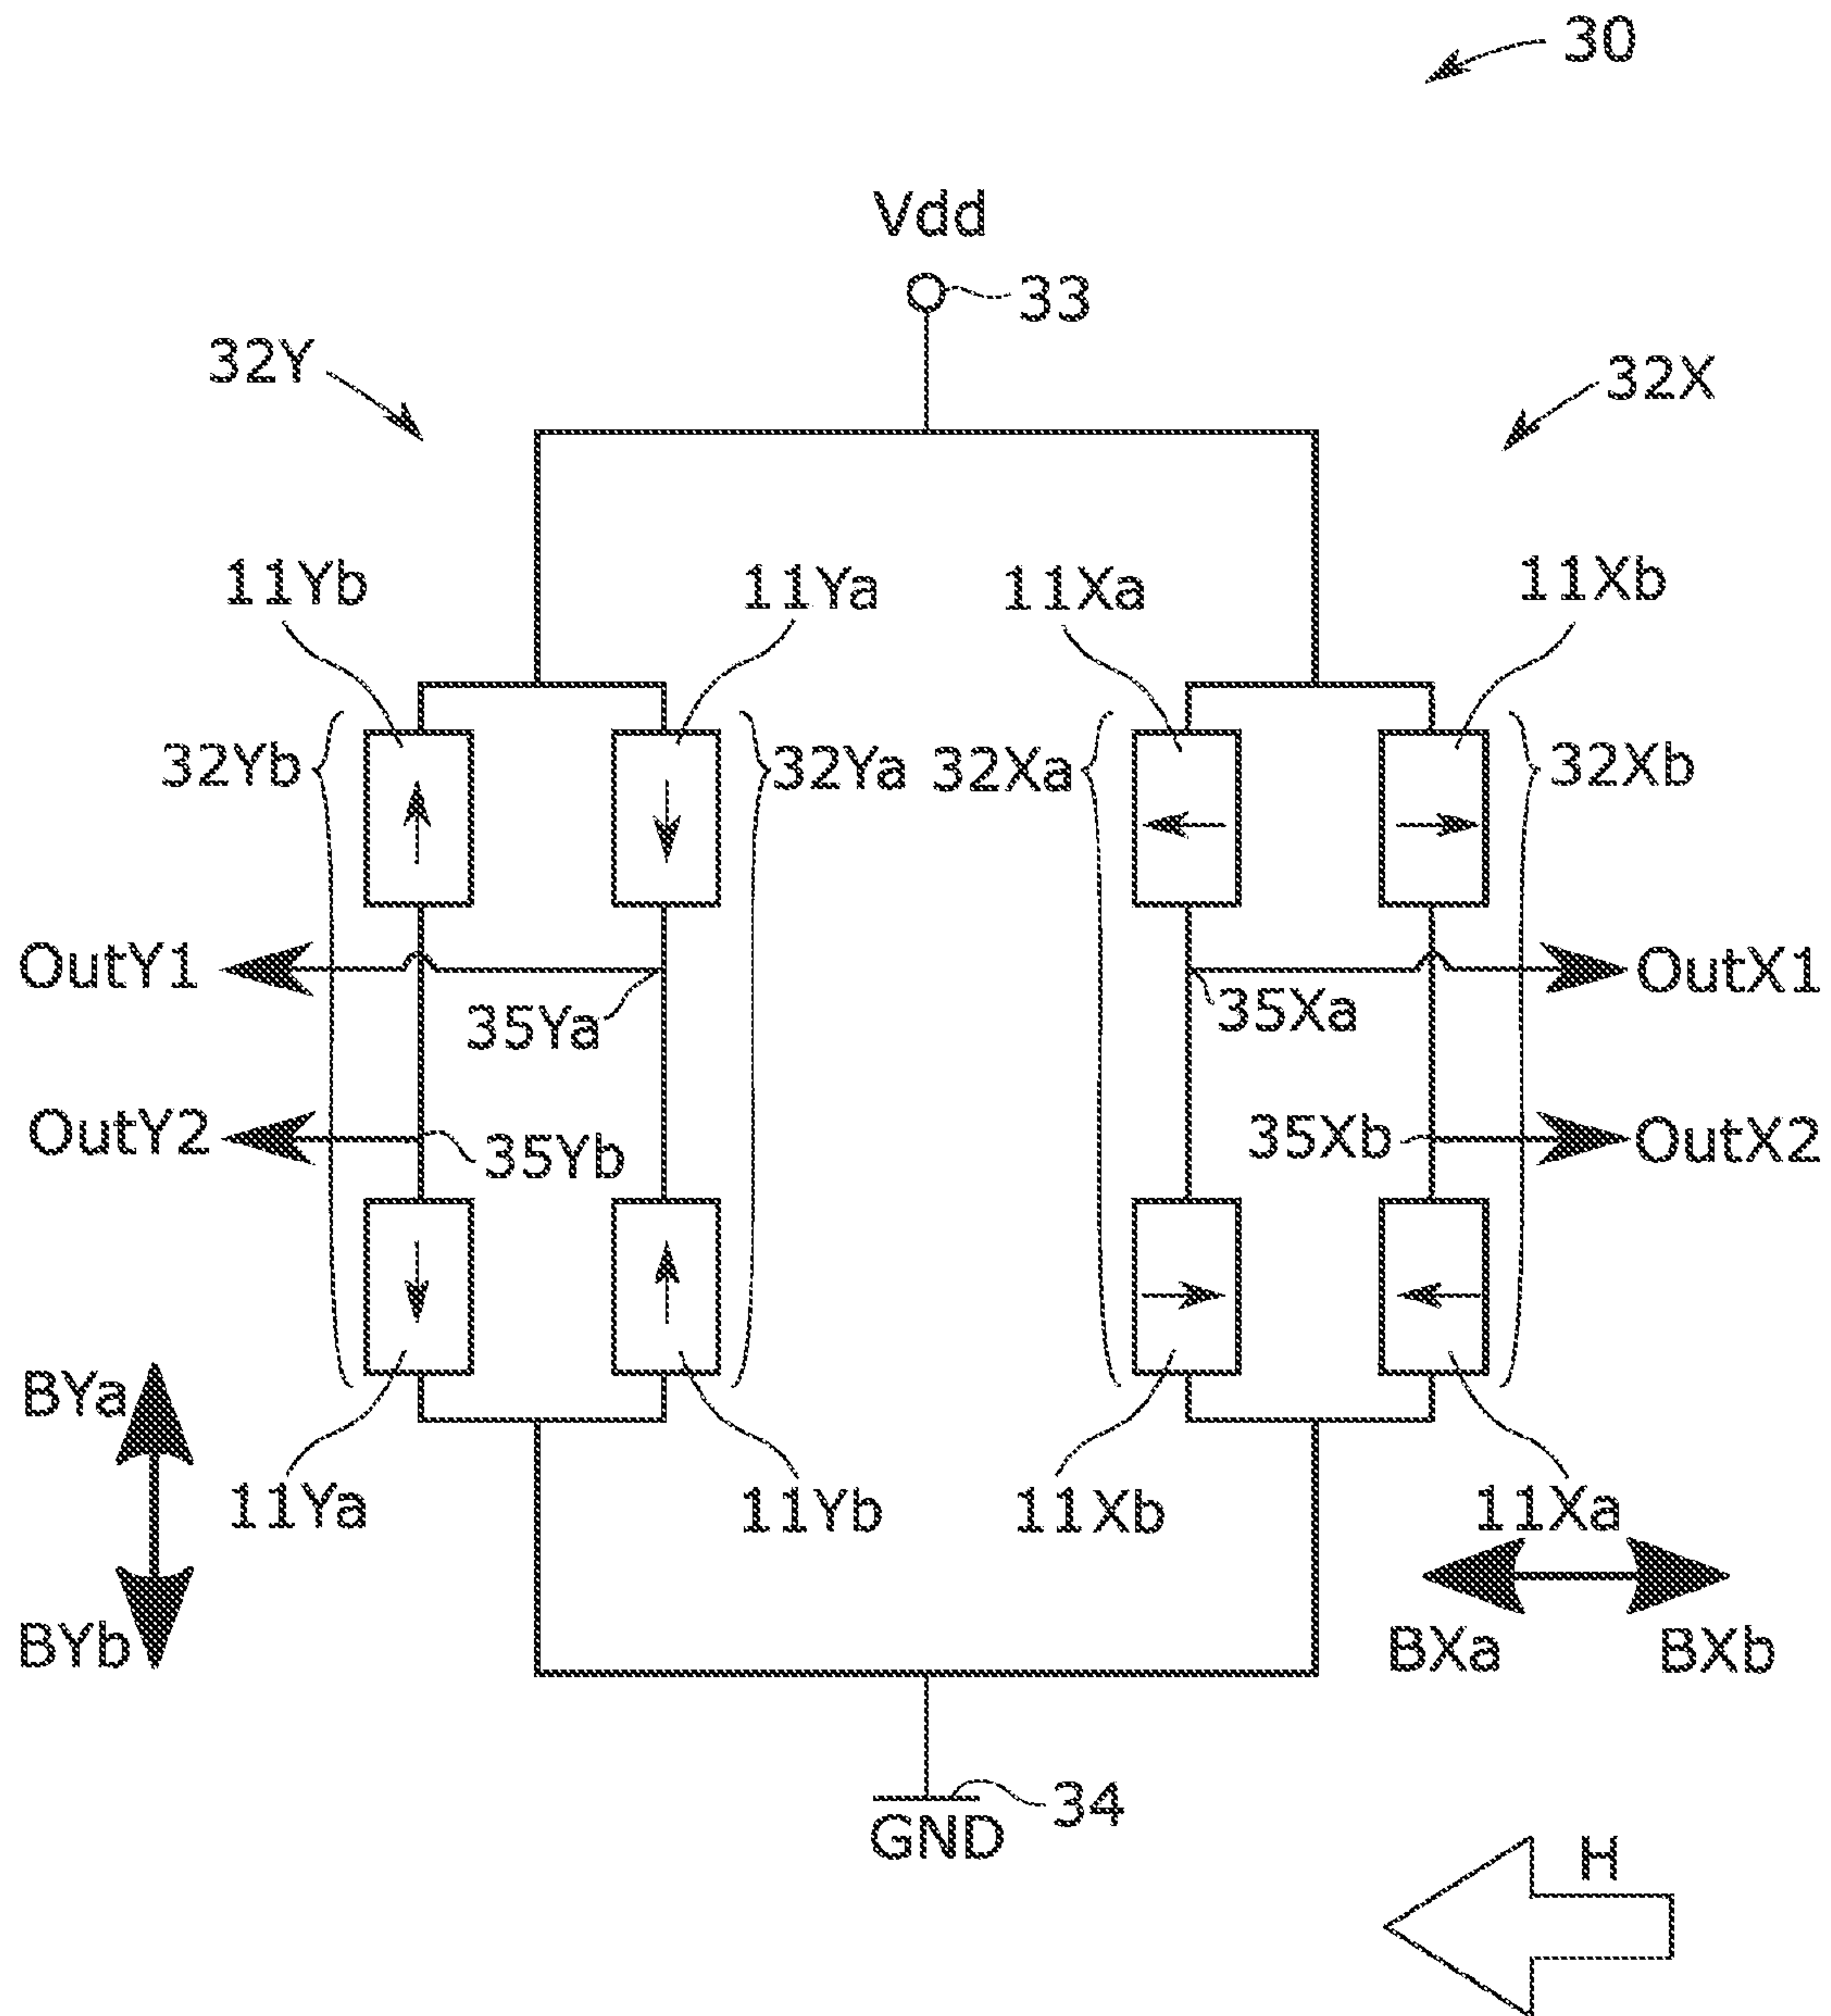 30
Vdd
33
32Y
32X
11Yb
11Ya
11Xa
11Xb
32Yb
32Ya
32Xa
32Xb
OutY1
35Ya
35Xa
OutX1
OutY2
35Yb
35Xb
OutX2
BYa
11Ya
11Yb
11Xb
11Xa
BYb
BXa
BXb
34
GND
H